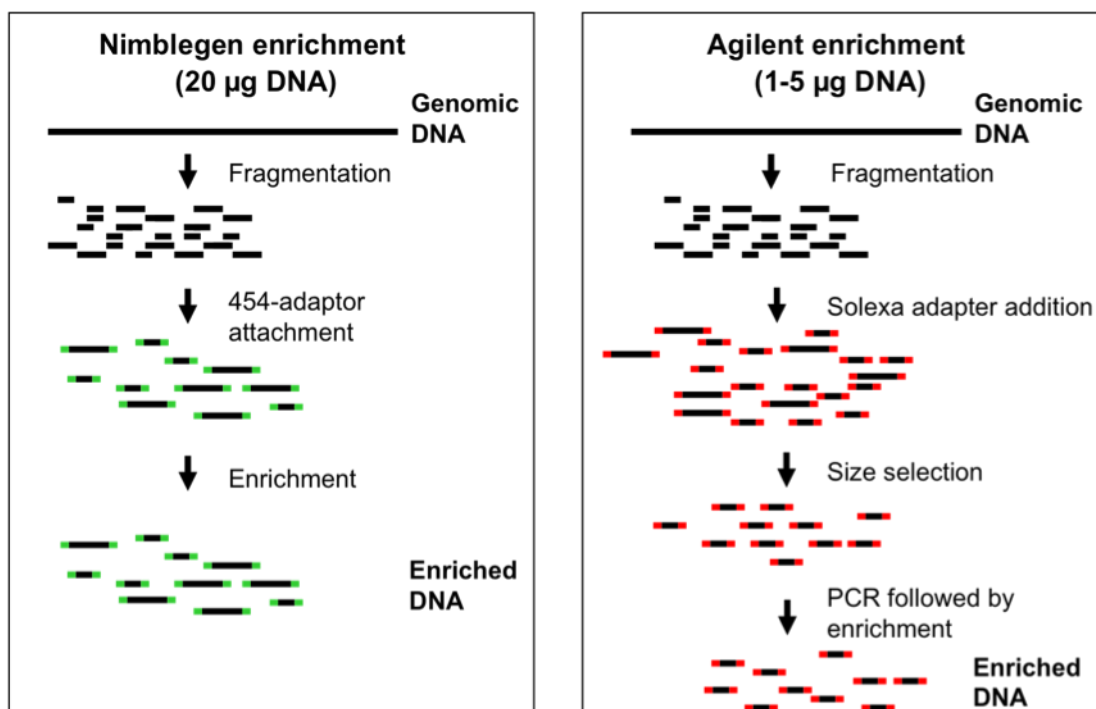 Nimblegen enrichment
(20 µg DNA)
Genomic
DNA
Fragmentation
454-adaptor
attachment
Enrichment
Enriched
DNA
Agilent enrichment
(1-5 µg DNA)
Genomic
DNA
Fragmentation
Solexa adapter addition
Size selection
PCR followed by
enrichment
Enriched
DNA